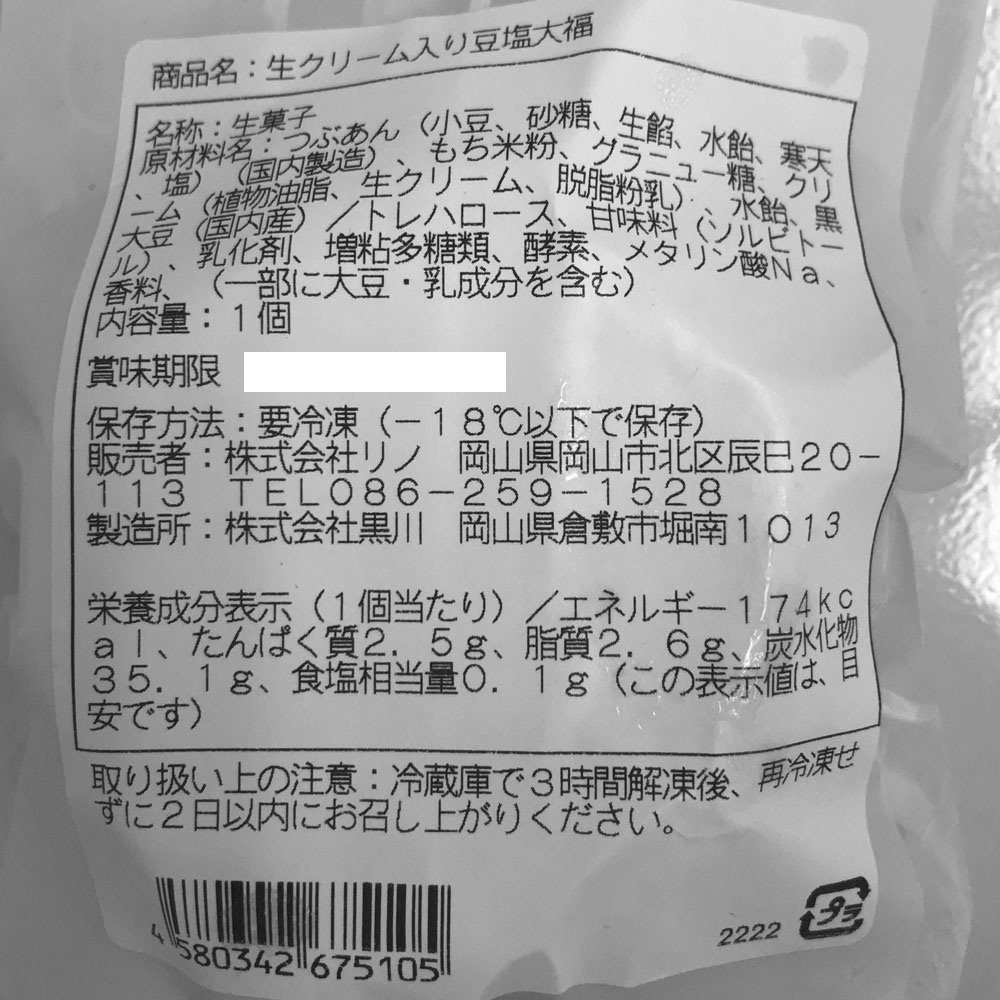 商品名：生クリーム入り豆塩大福
名称：生菓子
原材料名：つぶあん（小豆、砂糖、生餡、水飴、寒天
、塩）（国内製造）、もち米粉、グラニュー糖、クリ
ーム（植物油脂、生クリーム、脱脂粉乳）、水飴、黒
大豆（国内産）／トレハロース、甘味料（ソルビトー
ル）、乳化剤、増粘多糖類、酵素、メタリン酸Ｎａ、
香料、（一部に大豆・乳成分を含む）
内容量：１個
賞味期限
保存方法：要冷凍（－１８℃以下で保存）
販売者：株式会社リノ　岡山県岡山市北区辰巳２０－
１１３　ＴＥＬ０８６－２５９－１５２８
製造所：株式会社黒川　岡山県倉敷市堀南１０１３
栄養成分表示（１個当たり）／エネルギー１７４ｋｃ
ａｌ、たんぱく質２．５ｇ、脂質２．６ｇ、炭水化物
３５．１ｇ、食塩相当量０．１ｇ（この表示値は、目
安です）
取り扱い上の注意：冷蔵庫で３時間解凍後、再冷凍せ
ずに２日以内にお召し上がりください。
4580342675105
2222
プラ